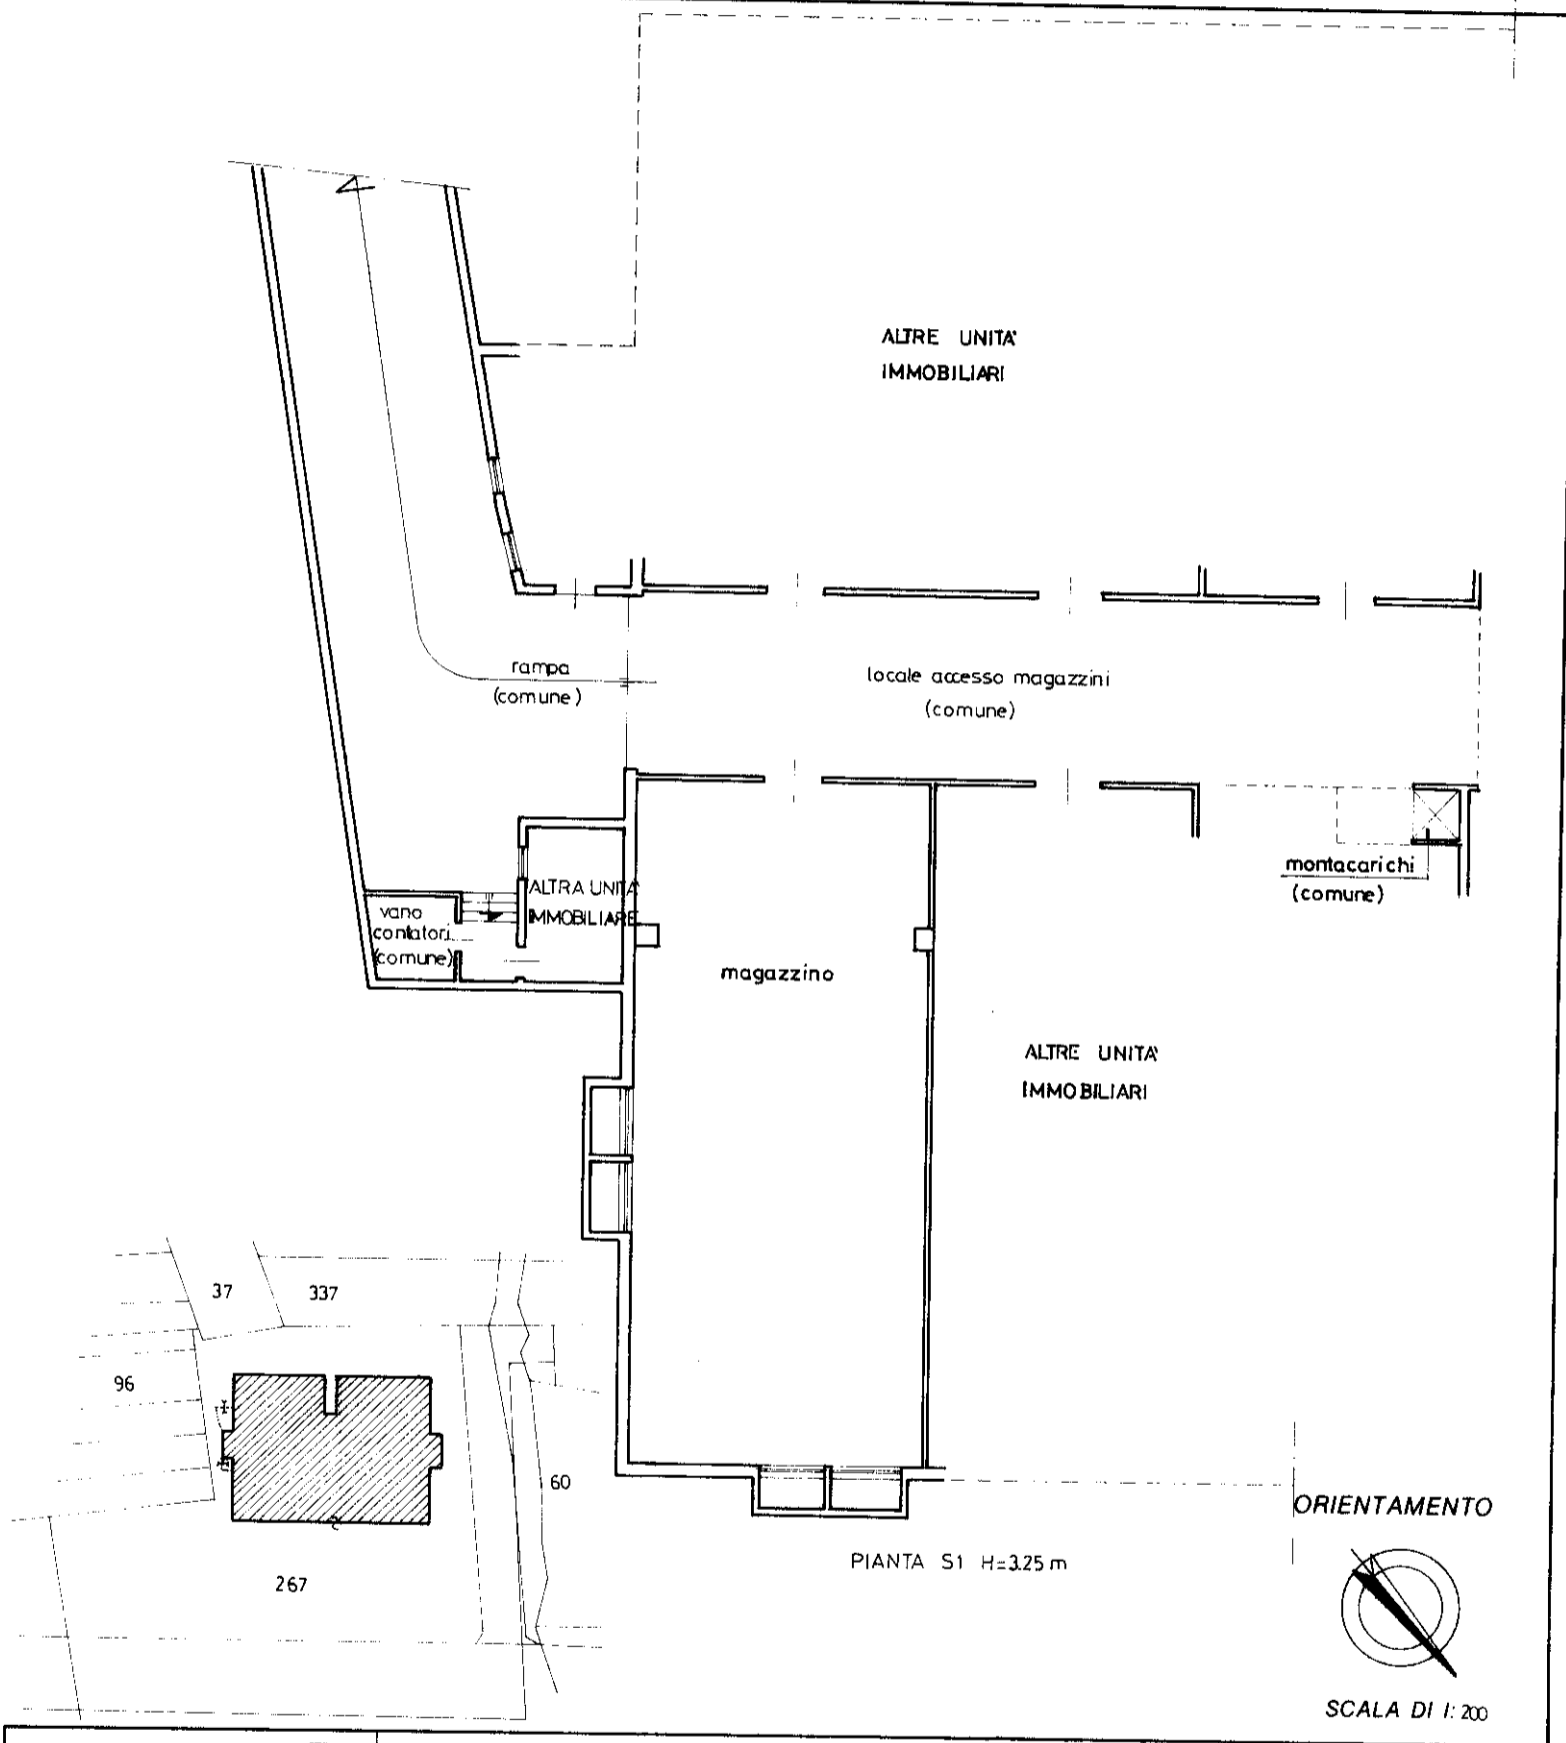 ALTRE UNITA'
IMMOBILIARI
rampa
(comune)
locale accesso magazzini
(comune)
montacarichi
(comune)
ALTRA UNITA'
IMMOBILIARE
vano
contatori
(comune)
magazzino
ALTRE UNITA'
IMMOBILIARI
37
337
96
60
267
PIANTA S1 H=3.25 m
ORIENTAMENTO
SCALA DI 1: 200